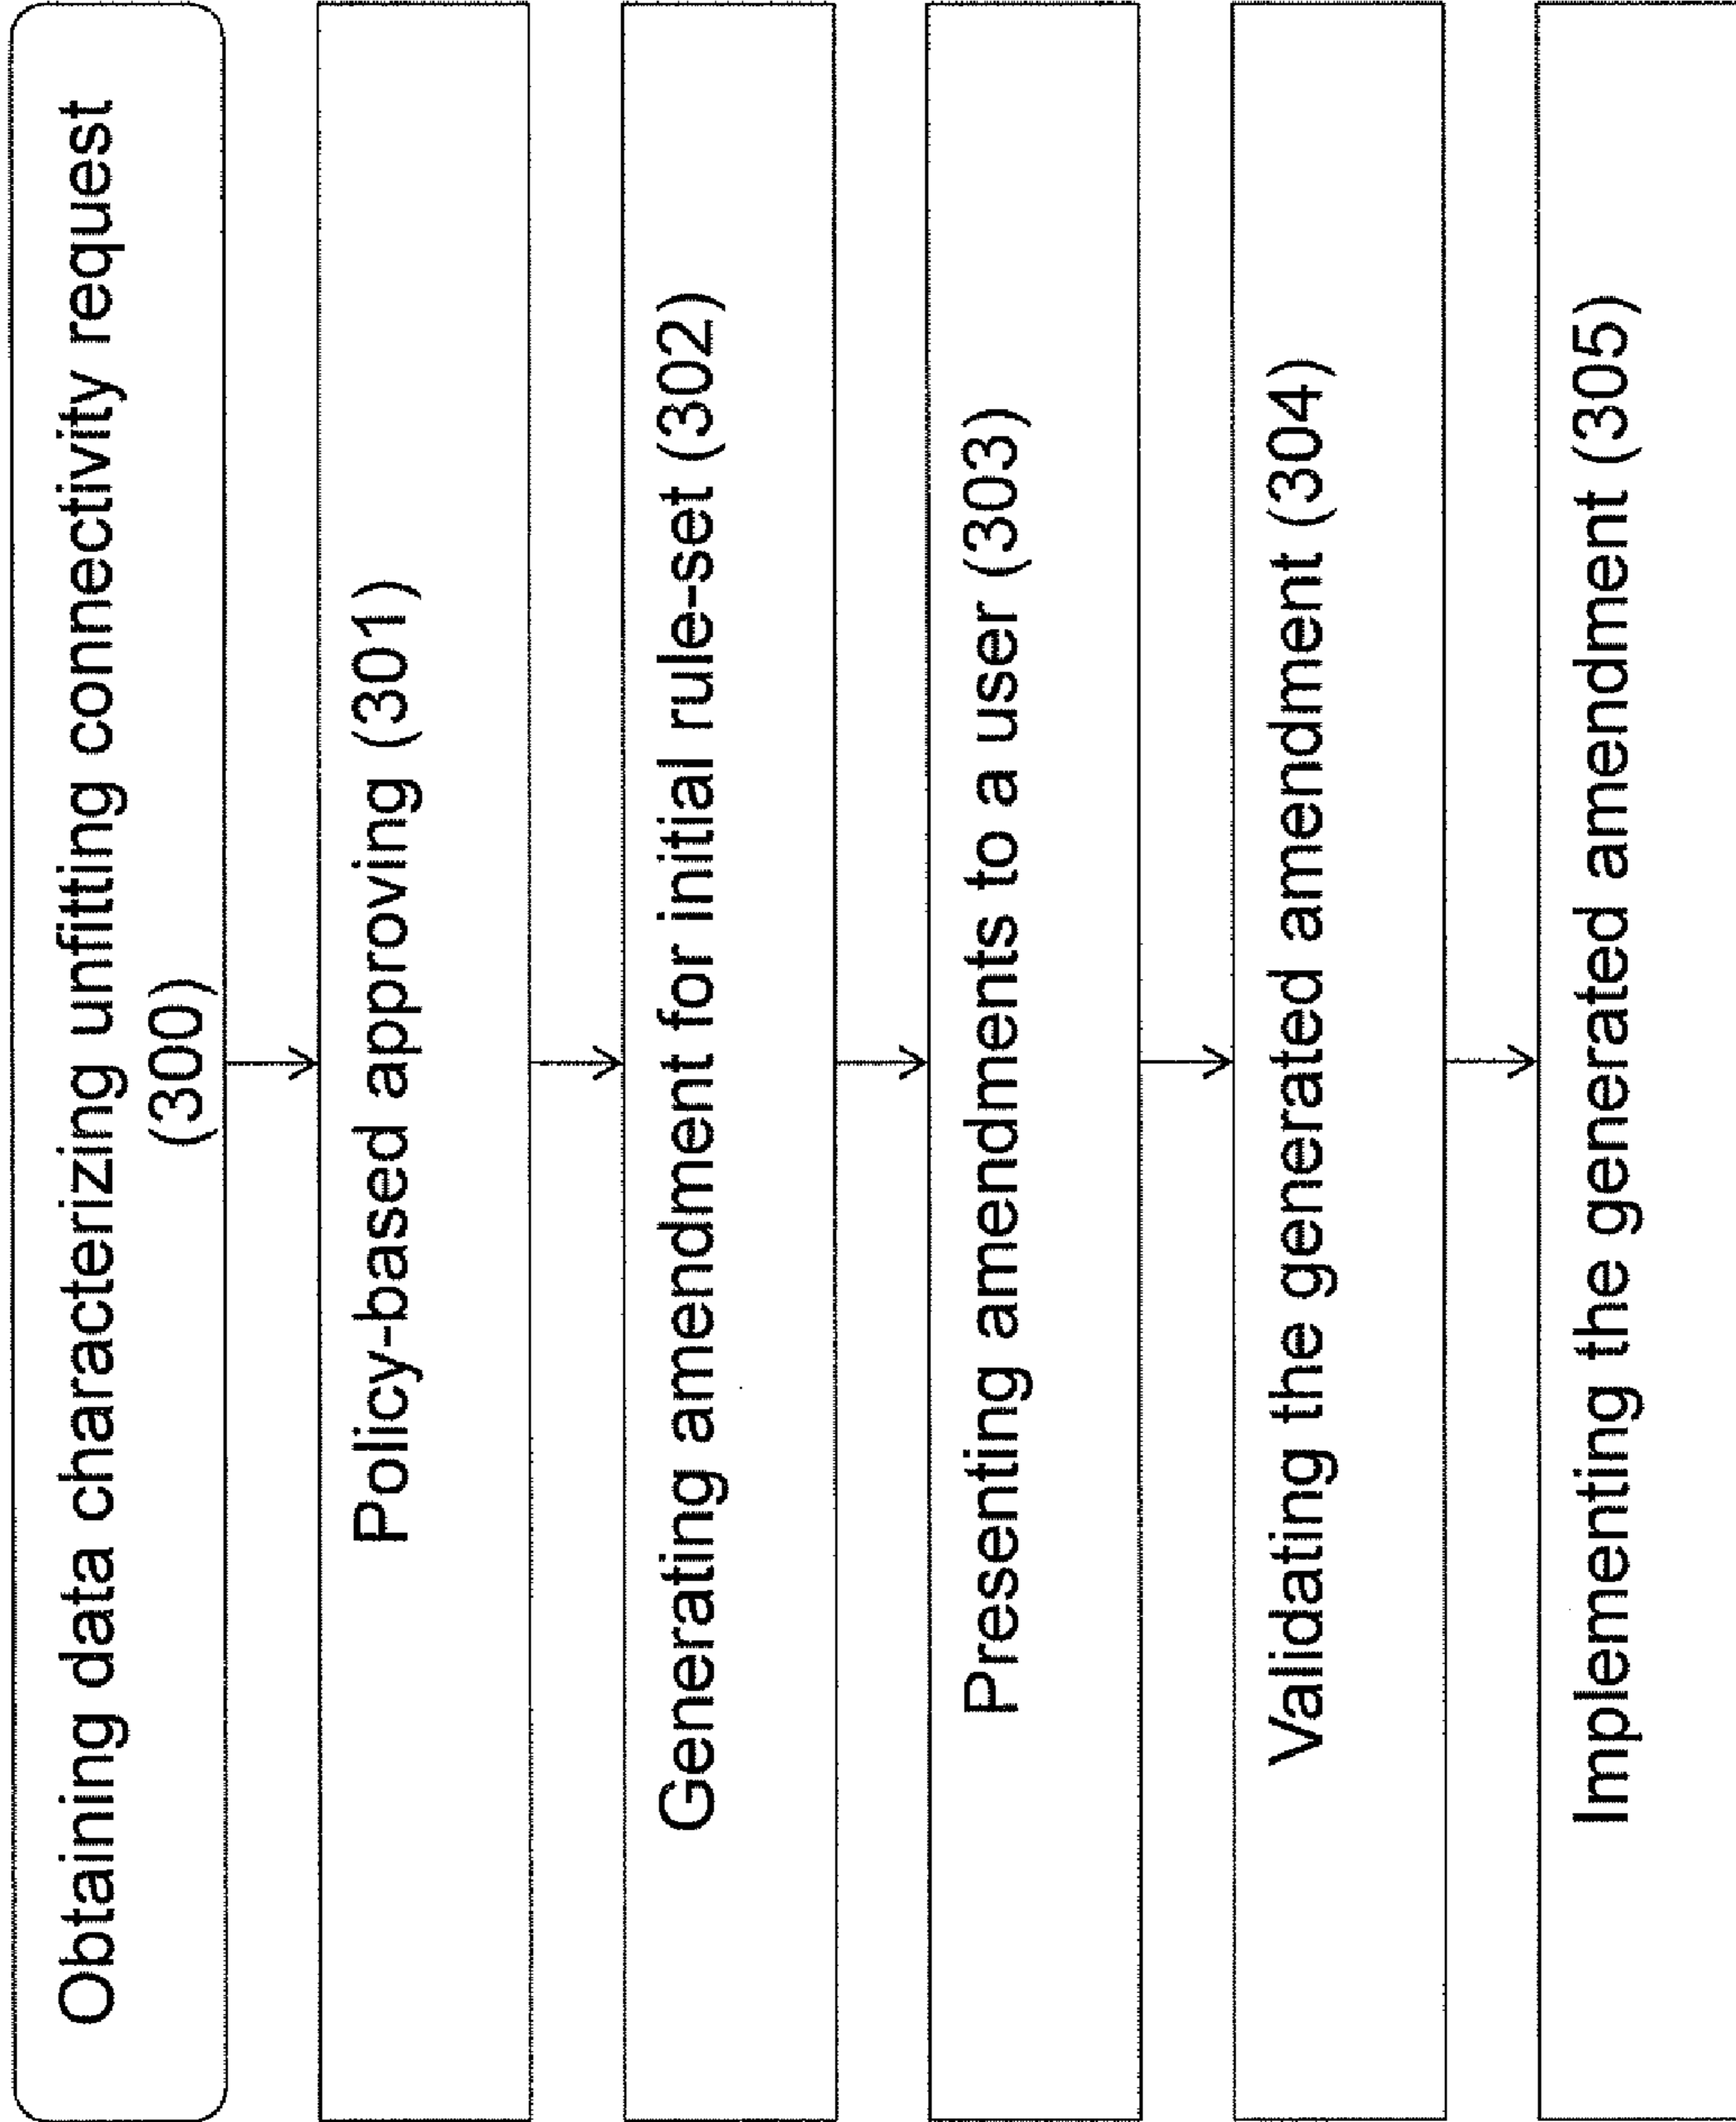 Obtaining data characterizing unfitting connectivity request
(300)
Policy-based approving (301)
Generating amendment for initial rule-set (302)
Presenting amendments to a user (303)
Validating the generated amendment (304)
Implementing the generated amendment (305)